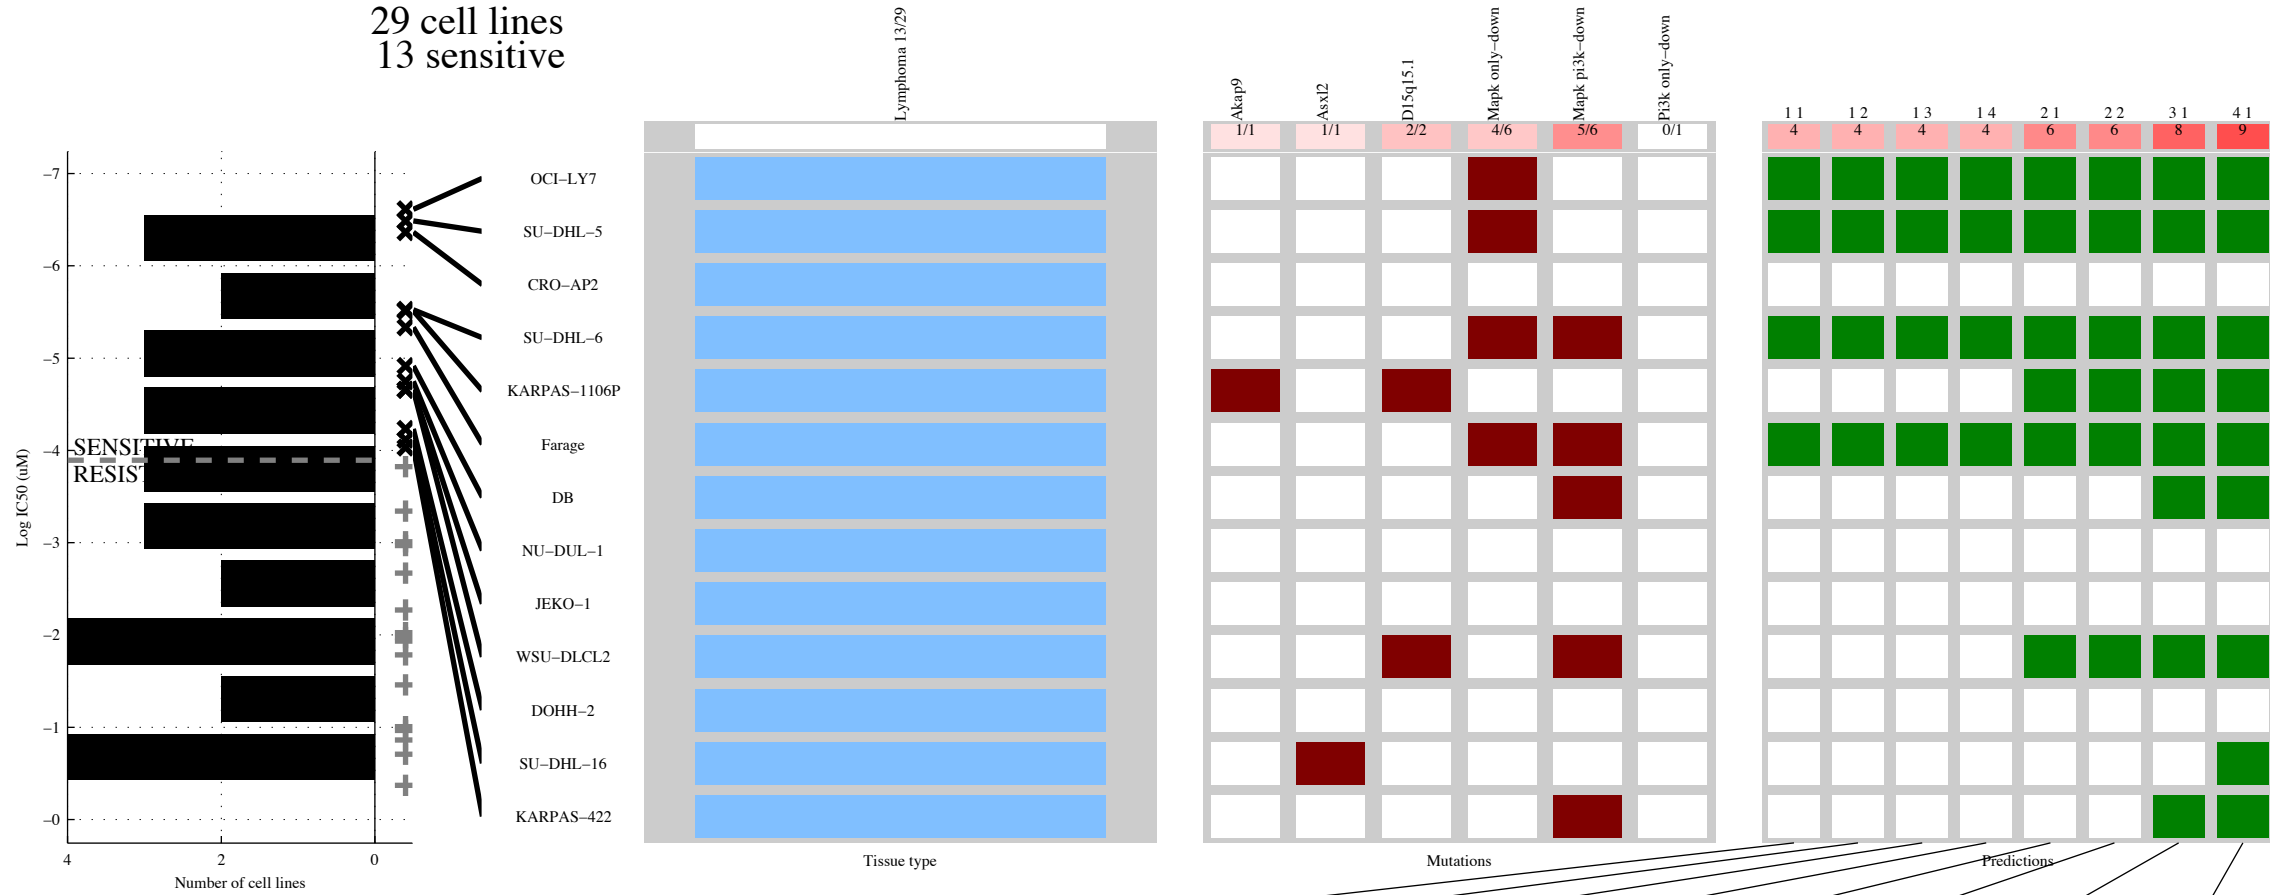 29 cell lines
13 sensitive
Lymphoma 13/29
Akap9
Asxl2
D15q15.1
Mapk only−down
Mapk pi3k−down
Pi3k only−down
1 1
1 2
1 3
1 4
2 1
2 2
3 1
4 1
1/1
1/1
2/2
4/6
5/6
0/1
4
4
4
4
6
6
8
9
−7
−6
−5
−4
−3
−2
−1
−0
SENSITIVE
Log IC50 (uM)
4
2
0
Number of cell lines
OCI−LY7
SU−DHL−5
CRO−AP2
SU−DHL−6
KARPAS−1106P
Farage
DB
NU−DUL−1
JEKO−1
WSU−DLCL2
DOHH−2
SU−DHL−16
KARPAS−422
Tissue type
Mutations
Predictions